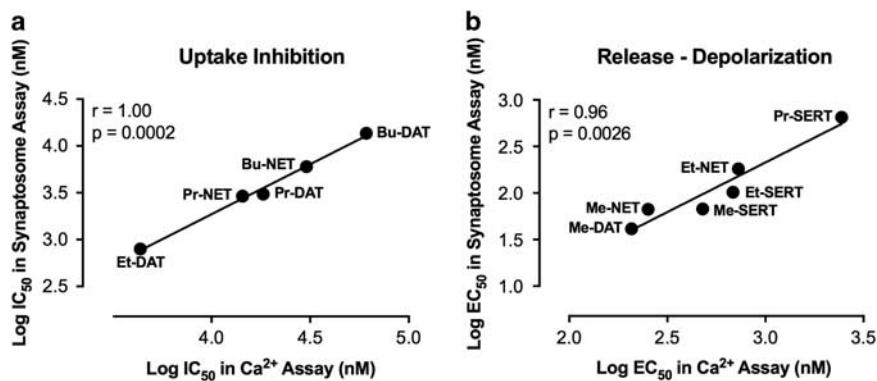 a
Uptake Inhibition
Log IC50 in Synaptosome Assay (nM)
r = 1.00
p = 0.0002
4.5
4.0
3.5
3.0
2.5
Bu-DAT
Bu-NET
Pr-NET
Pr-DAT
Et-DAT
4.0
4.5
5.0
Log IC50 in Ca2+ Assay (nM)
b
Release - Depolarization
Log EC50 in Synaptosome Assay (nM)
r = 0.96
p = 0.0026
3.0
2.5
2.0
1.5
1.0
Pr-SERT
Et-NET
Et-SERT
Me-NET
Me-SERT
Me-DAT
2.0
2.5
3.0
3.5
Log EC50 in Ca2+ Assay (nM)